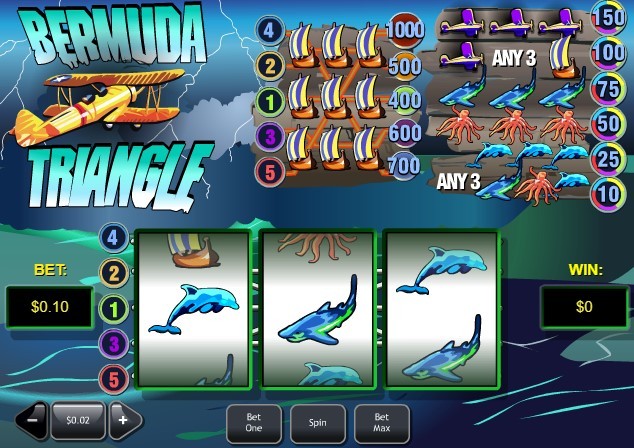 BERMUDA
TRIANGLE
4 1000
2 500
1 400
3 600
5 700
150
ANY 3 100
75
50
25
ANY 3 10
4
2
1
3
5
BET:
$0.10
WIN:
$0
- $0.02 +
Bet
One
Spin
Bet
Max